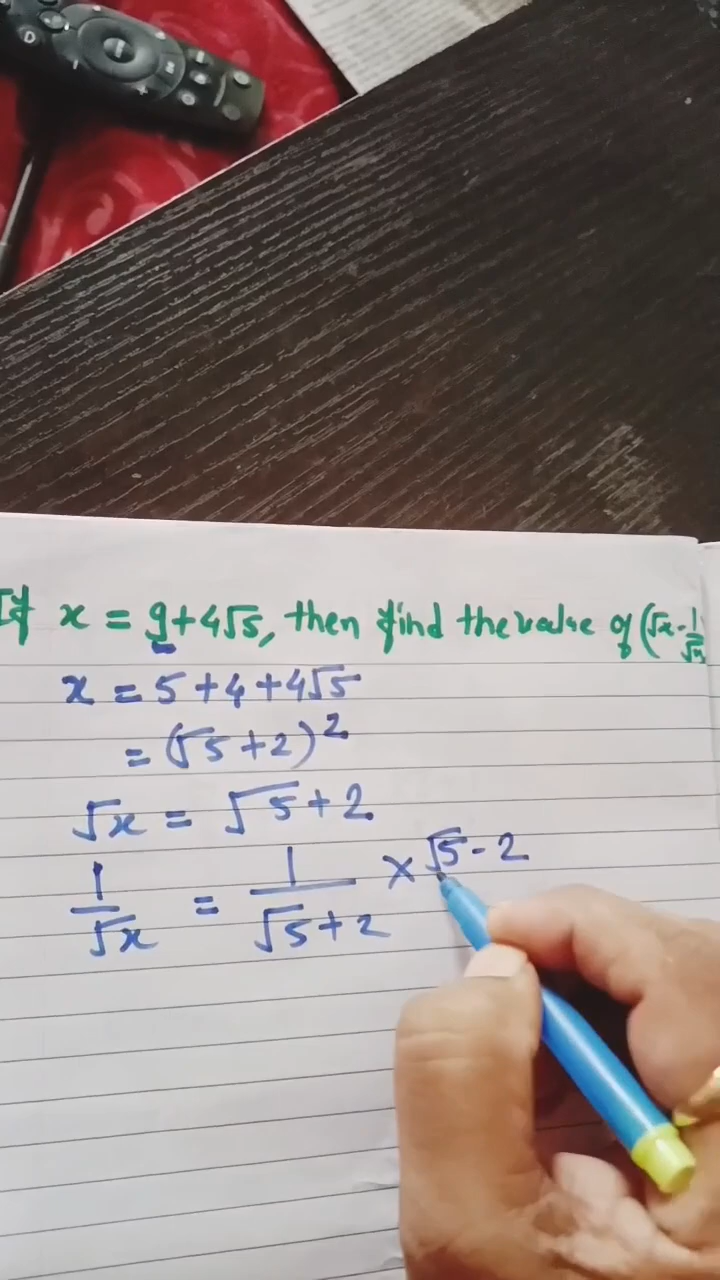 If x = 9+4√5, then find the value of (√x - 1/√x)
x = 5+4+4√5
= (√5+2)²
√x = √5+2
1/√x = 1/(√5+2) × √5-2